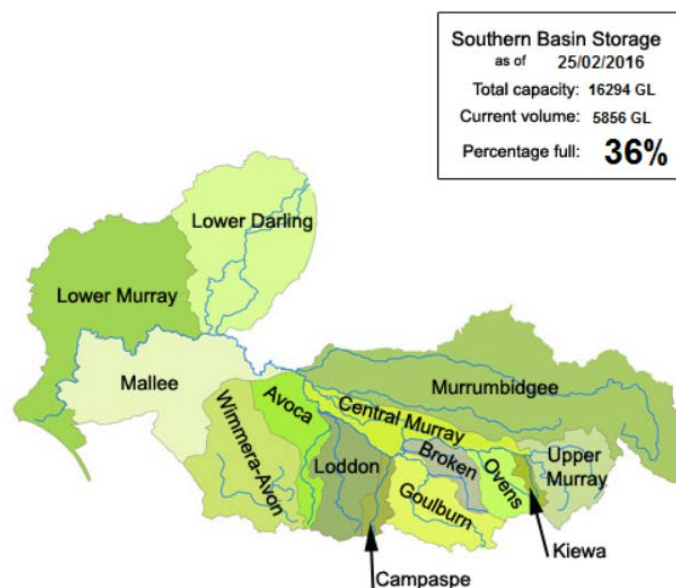 Southern Basin Storage
as of 25/02/2016
Total capacity: 16294 GL
Current volume: 5856 GL
Percentage full: 36%
Lower Darling
Lower Murray
Mallee
Murrumbidgee
Avoca
Central Murray
Wimmera-Avon
Loddon
Broken
Ovens
Upper
Murray
Goulburn
Kiewa
Campaspe